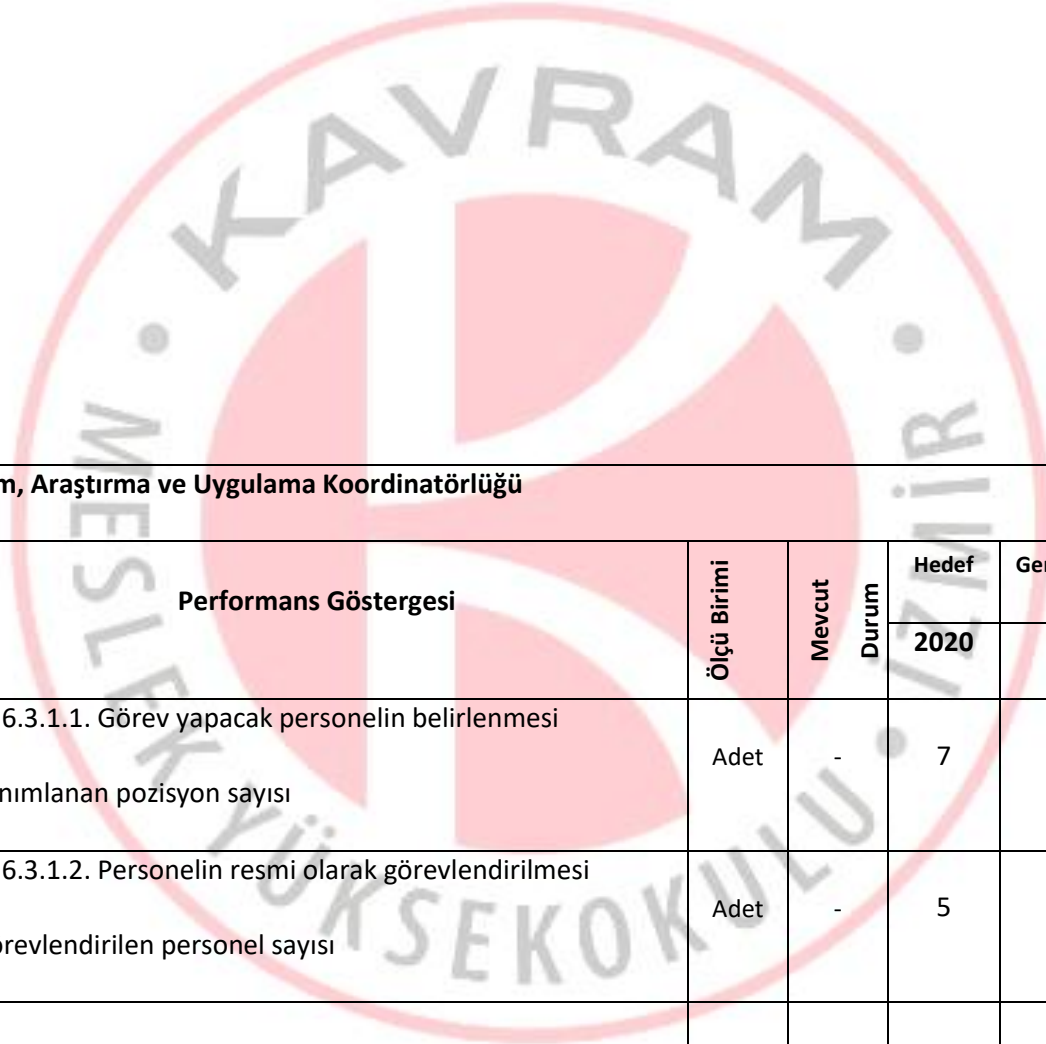 KAVRAM
MESLEK YÜKSEKOKULU • İZMİR
m, Araştırma ve Uygulama Koordinatörlüğü
Performans Göstergesi
Ölçü Birimi
Mevcut
Durum
Hedef
2020
Ger
6.3.1.1. Görev yapacak personelin belirlenmesi
nımlanan pozisyon sayısı
Adet
-
7
6.3.1.2. Personelin resmi olarak görevlendirilmesi
örevlendirilen personel sayısı
Adet
-
5